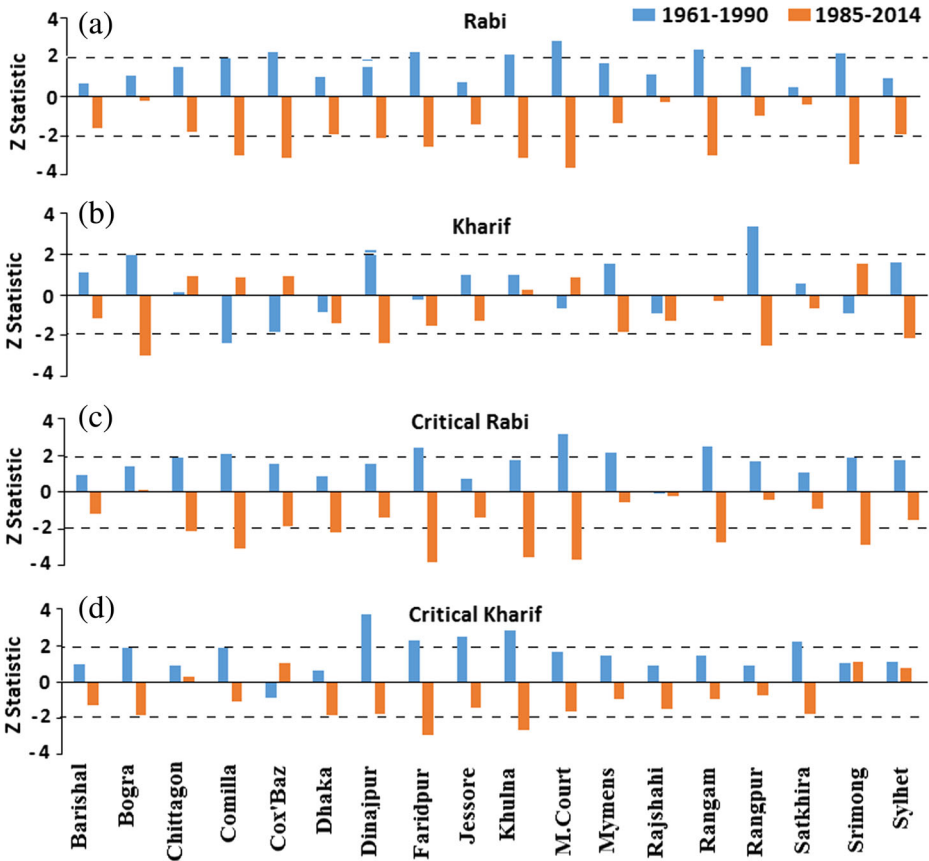 (a)
Rabi
1961-1990
1985-2014
4
2
0
-2
-4
Z Statistic
(b)
Kharif
4
2
0
-2
-4
Z Statistic
(c)
Critical Rabi
4
2
0
-2
-4
Z Statistic
(d)
Critical Kharif
4
2
0
-2
-4
Z Statistic
Barishal
Bogra
Chittagon
Comilla
Cox'Baz
Dhaka
Dinajpur
Faridpur
Jessore
Khulna
M.Court
Mymens
Rajshahi
Rangam
Rangpur
Satkhira
Srimong
Sylhet